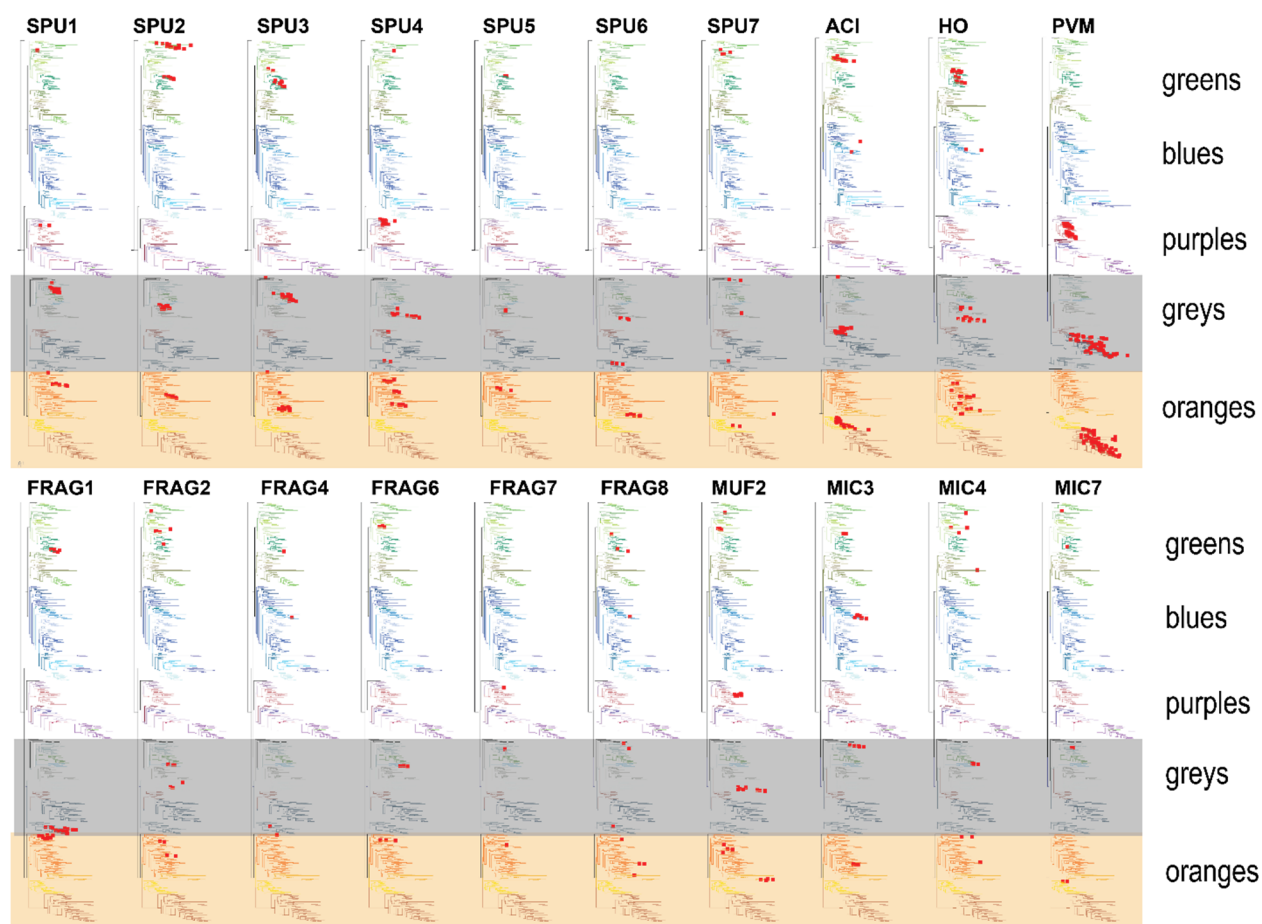 SPU1 SPU2 SPU3 SPU4 SPU5 SPU6 SPU7 ACI HO PVM
greens
blues
purples
greys
oranges
FRAG1 FRAG2 FRAG4 FRAG6 FRAG7 FRAG8 MUF2 MIC3 MIC4 MIC7
greens
blues
purples
greys
oranges